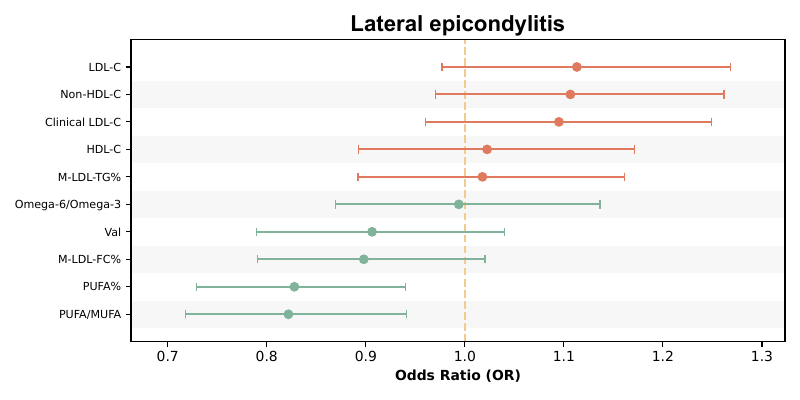 Lateral epicondylitis
LDL-C
Non-HDL-C
Clinical LDL-C
HDL-C
M-LDL-TG%
Omega-6/Omega-3
Val
M-LDL-FC%
PUFA%
PUFA/MUFA
0.7 0.8 0.9 1.0 1.1 1.2 1.3
Odds Ratio (OR)